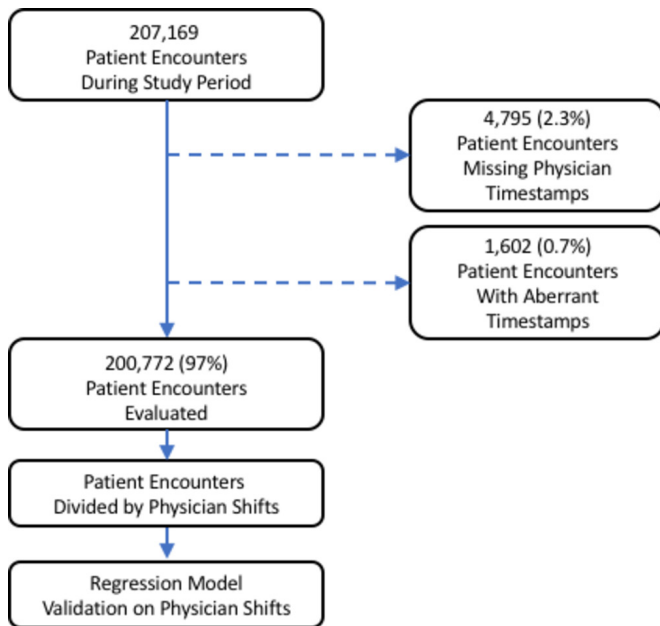 207,169
Patient Encounters
During Study Period
4,795 (2.3%)
Patient Encounters
Missing Physician
Timestamps
1,602 (0.7%)
Patient Encounters
With Aberrant
Timestamps
200,772 (97%)
Patient Encounters
Evaluated
Patient Encounters
Divided by Physician Shifts
Regression Model
Validation on Physician Shifts